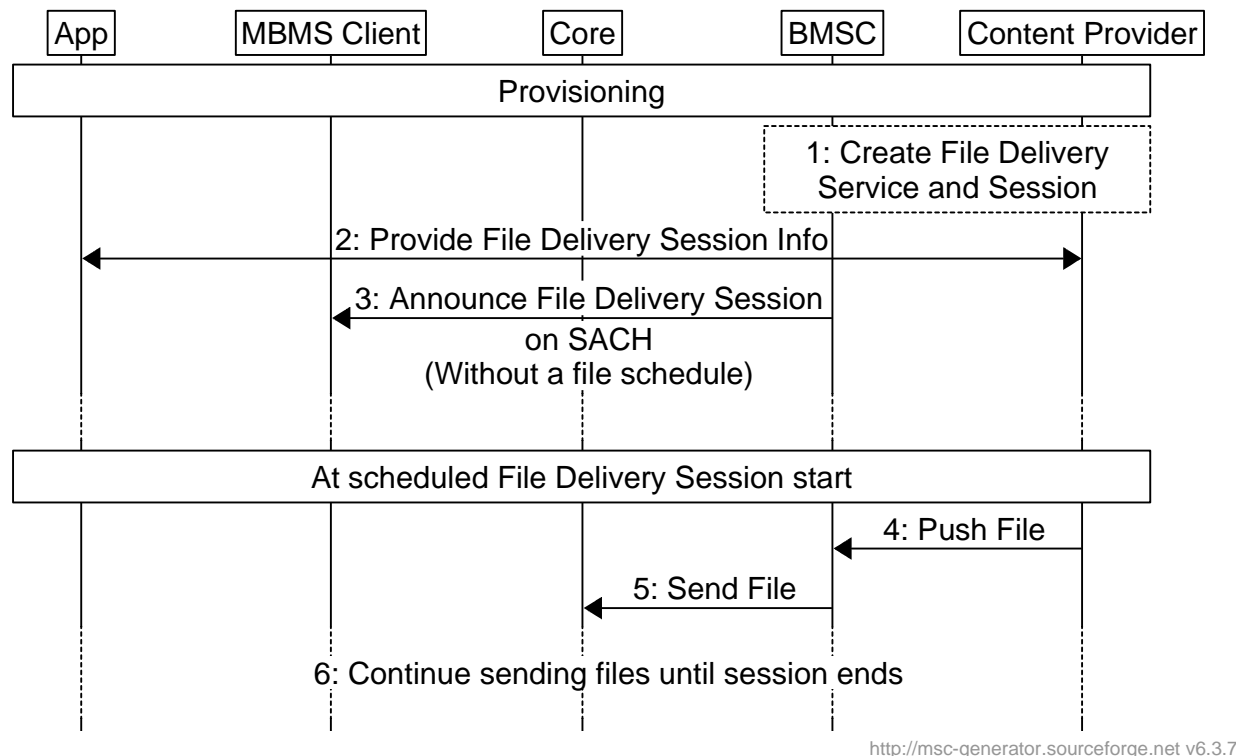 App
MBMS Client
Core
BMSC
Content Provider
Provisioning
1: Create File Delivery
Service and Session
2: Provide File Delivery Session Info
3: Announce File Delivery Session
on SACH
(Without a file schedule)
At scheduled File Delivery Session start
4: Push File
5: Send File
6: Continue sending files until session ends
http://msc-generator.sourceforge.net v6.3.7